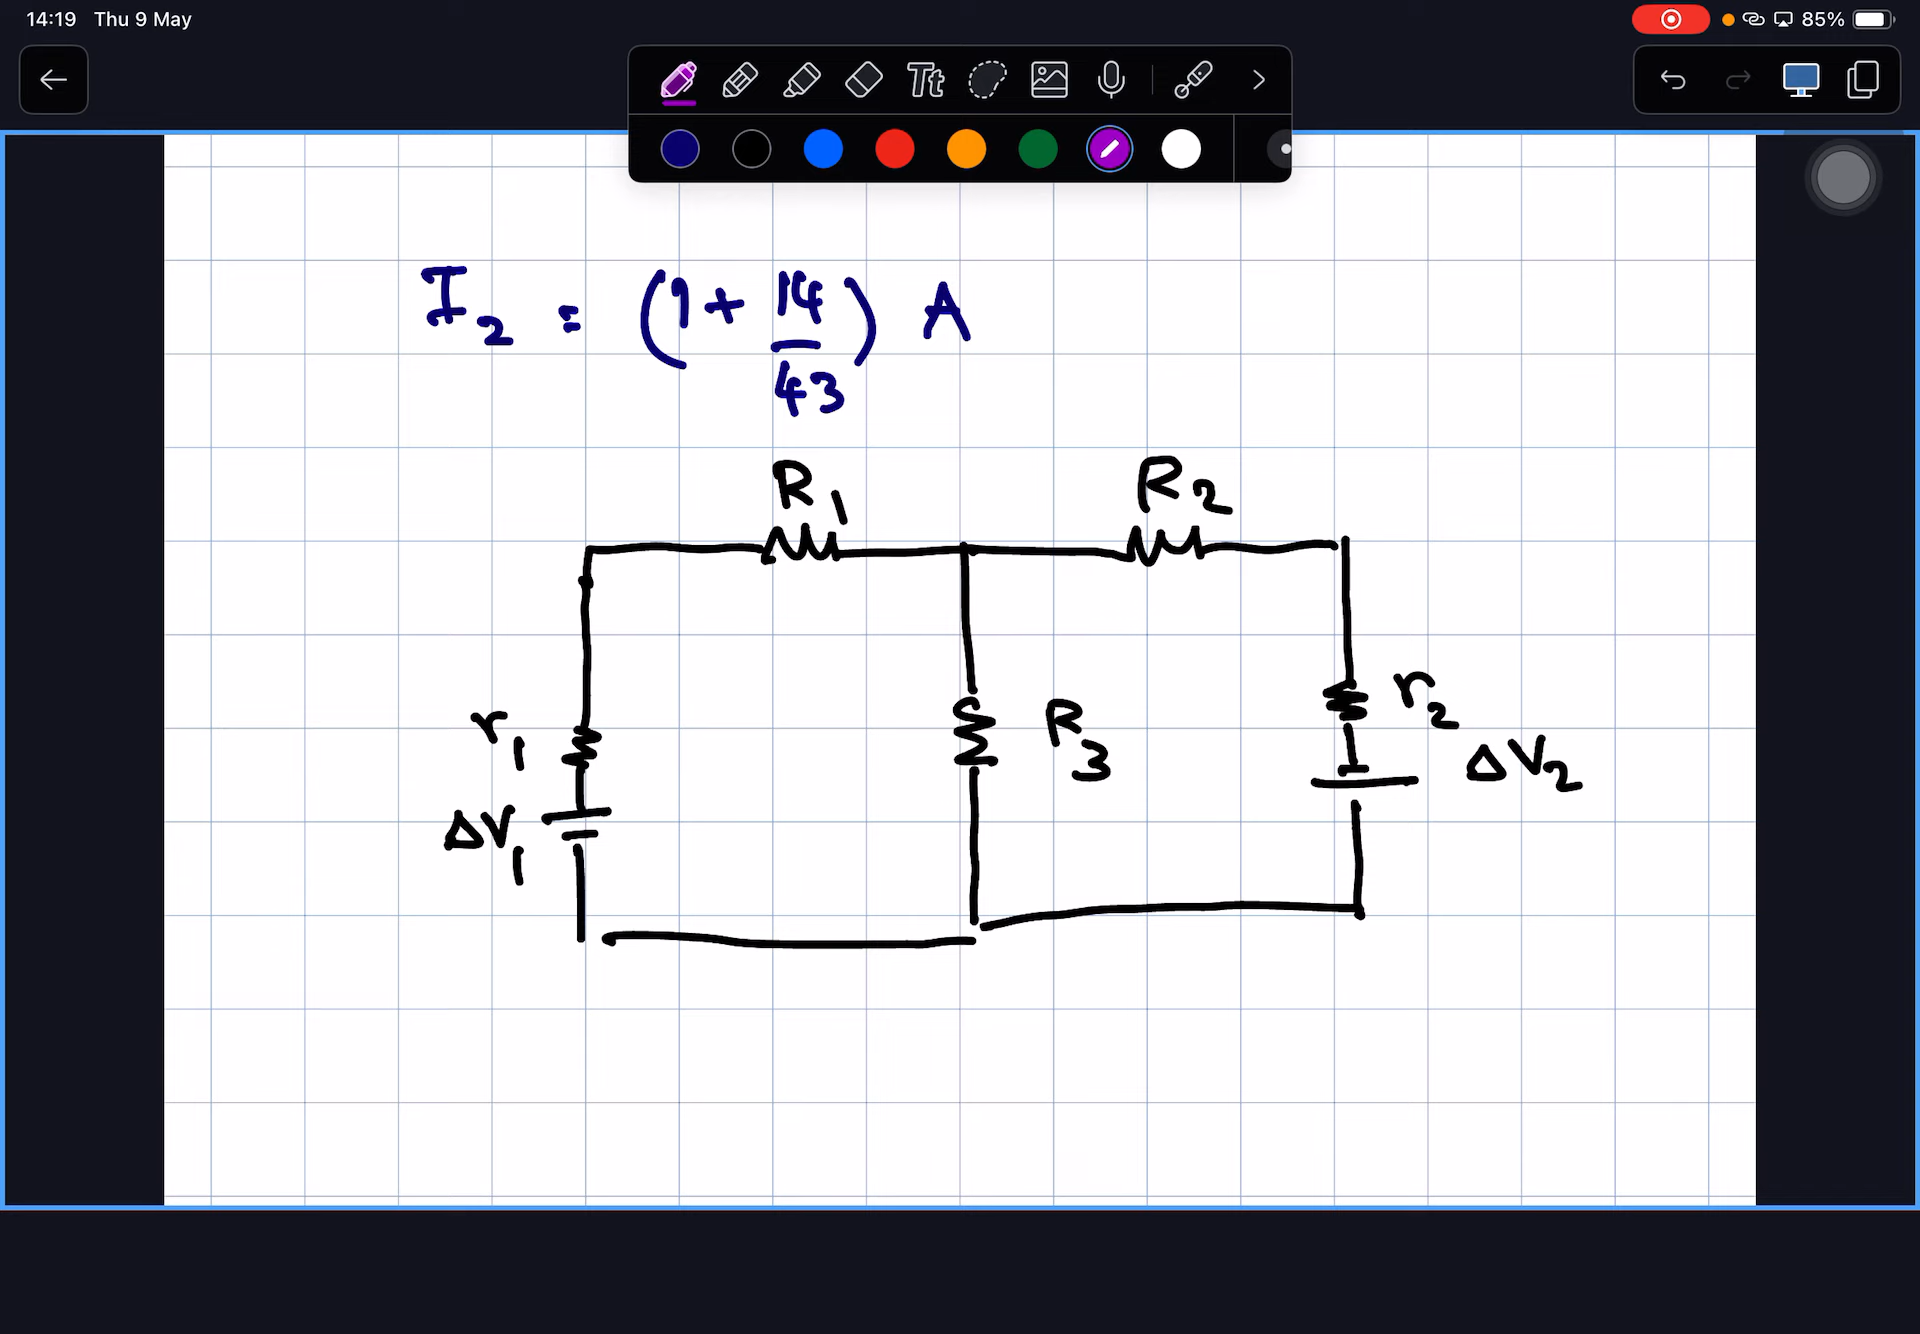 14:19 Thu 9 May 85%
Tt
I₂ = (1 + 14/43) A
R₁ R₂
r₁ R₃ r₂
ΔV₁ ΔV₂